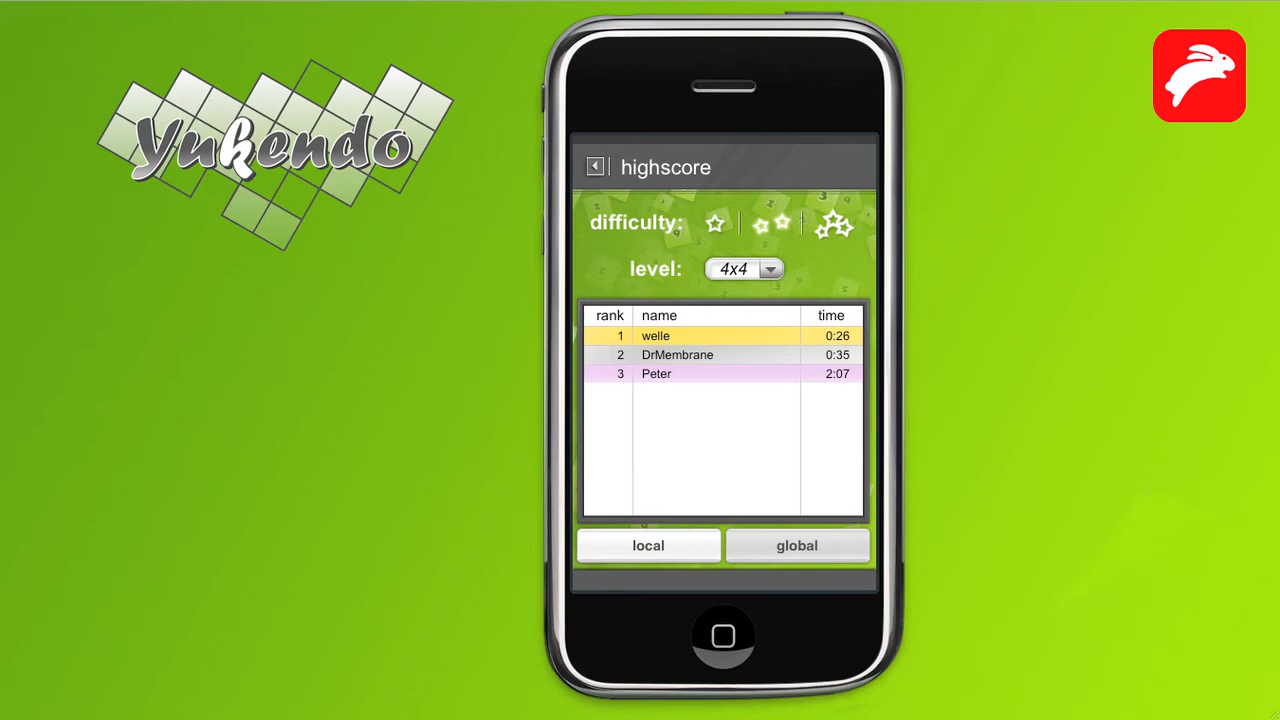 Yukendo
highscore
difficulty:
level: 4x4
rank name time
1 welle 0:26
2 DrMembrane 0:35
3 Peter 2:07
local global